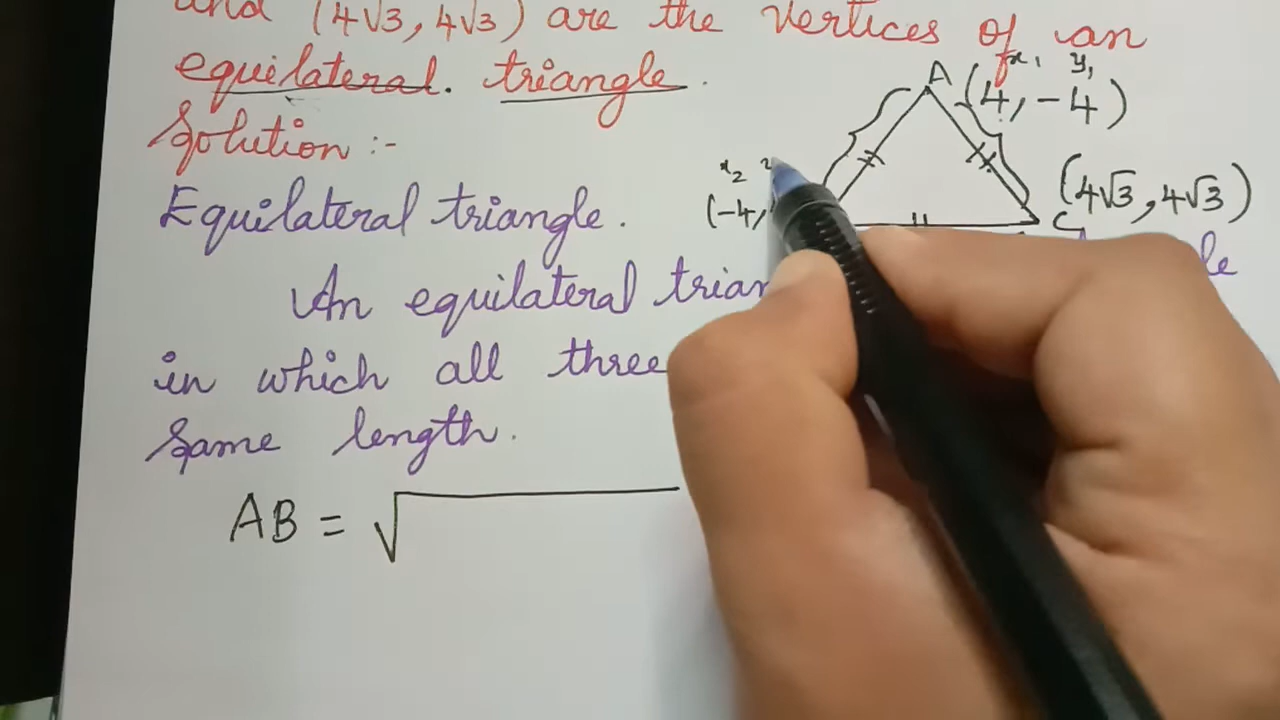 and (4√3, 4√3) are the vertices of an
equilateral. triangle.
Solution :-
x₁ y₁
A (4, -4)
x₂
(-4,
(4√3, 4√3)
C
Equilateral triangle.
An equilateral
in which all three
same length.
AB = √